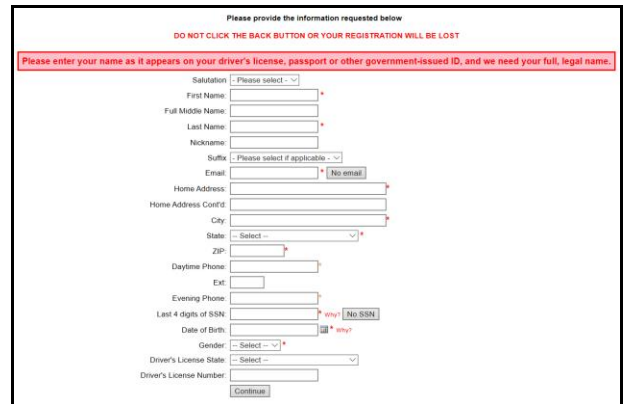 Please provide the information requested below
DO NOT CLICK THE BACK BUTTON OR YOUR REGISTRATION WILL BE LOST
Please enter your name as it appears on your driver's license, passport or other government-issued ID, and we need your full, legal name.
Salutation - Please select -
First Name: *
Full Middle Name:
Last Name: *
Nickname:
Suffix - Please select if applicable -
Email: * No email
Home Address: *
Home Address Cont'd:
City: *
State: -- Select -- *
ZIP: *
Daytime Phone: *
Ext:
Evening Phone: *
Last 4 digits of SSN: * Why? No SSN
Date of Birth: * Why?
Gender: -- Select -- *
Driver's License State: -- Select --
Driver's License Number:
Continue